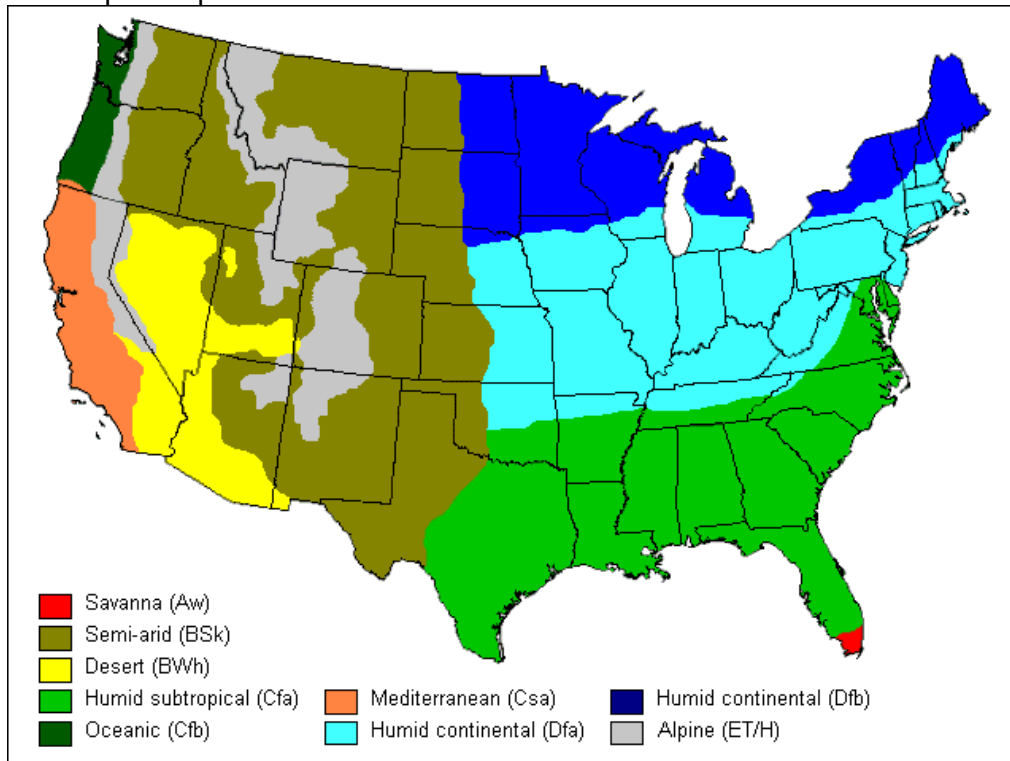 Savanna (Aw)
Semi-arid (BSk)
Desert (BWh)
Humid subtropical (Cfa)
Oceanic (Cfb)
Mediterranean (Csa)
Humid continental (Dfa)
Humid continental (Dfb)
Alpine (ET/H)